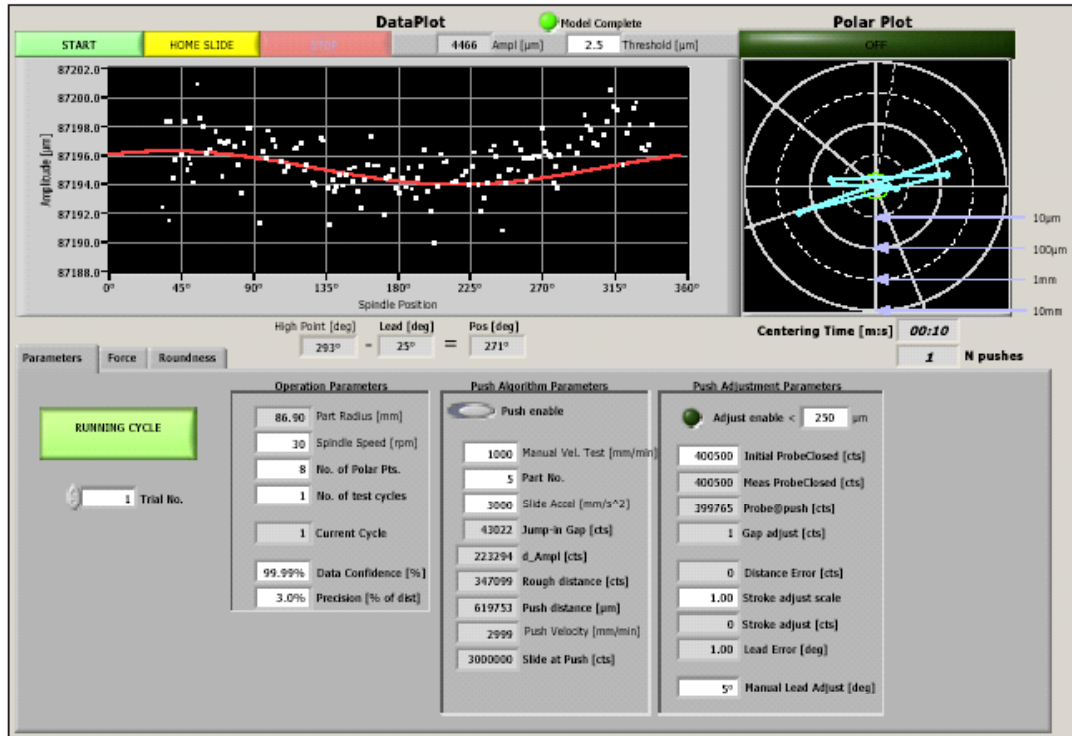 DataPlot
Model Complete
Polar Plot
START
HOME SLIDE
STOP
4466 Ampl [µm]
2.5 Threshold [µm]
OFF
87202.0
87200.0
87198.0
87196.0
87194.0
87192.0
87190.0
87188.0
Amplitude [µm]
0°
45°
90°
135°
180°
225°
270°
315°
360°
Spindle Position
10µm
100µm
1mm
10mm
High Point [deg]
Lead [deg]
Pos [deg]
293° - 25° = 271°
Centering Time [m:s] 00:10
1 N pushes
Parameters
Force
Roundness
RUNNING CYCLE
1 Trial No.
Operation Parameters
86.90 Part Radius [mm]
30 Spindle Speed [rpm]
8 No. of Polar Pts.
1 No. of test cycles
1 Current Cycle
99.99% Data Confidence [%]
3.0% Precision [% of dist]
Push Algorithm Parameters
Push enable
1000 Manual Vel. Test [mm/min]
5 Part No.
3000 Slide Accel [mm/s^2]
43022 Jump-in Gap [cts]
223294 d_Ampl [cts]
347099 Rough distance [cts]
619753 Push distance [µm]
2999 Push Velocity [mm/min]
3000000 Slide at Push [cts]
Push Adjustment Parameters
Adjust enable < 250 µm
400500 Initial ProbeClosed [cts]
400500 Meas ProbeClosed [cts]
399765 Probe@push [cts]
1 Gap adjust [cts]
0 Distance Error [cts]
1.00 Stroke adjust scale
0 Stroke adjust [cts]
1.00 Lead Error [deg]
5° Manual Lead Adjust [deg]